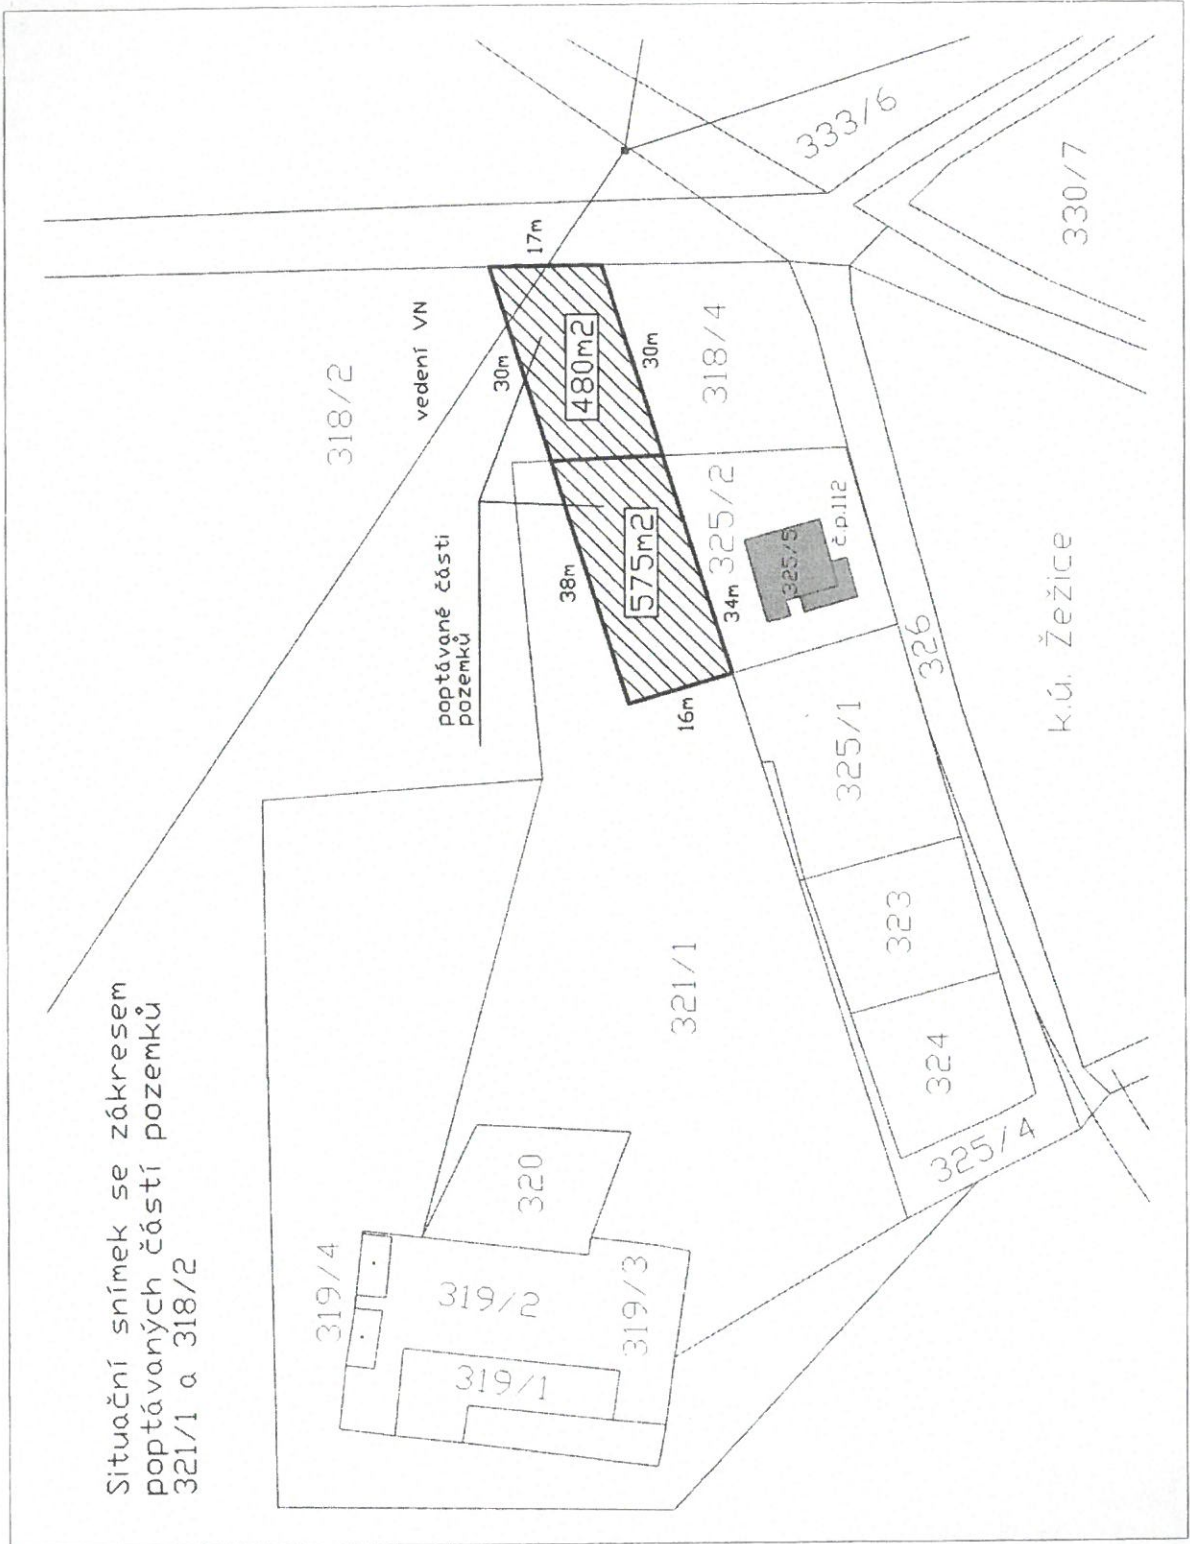 Situační snímek se zákresem
poptávaných částí pozemků
321/1 a 318/2
318/2
vedení VN
17m
30m
480m2
30m
poptávané části
pozemků
38m
575m2
34m
16m
318/4
325/2
325/5
č.p.112
333/6
330/7
326
k.ú. Žežice
325/1
323
324
325/4
321/1
320
319/4
319/2
319/3
319/1